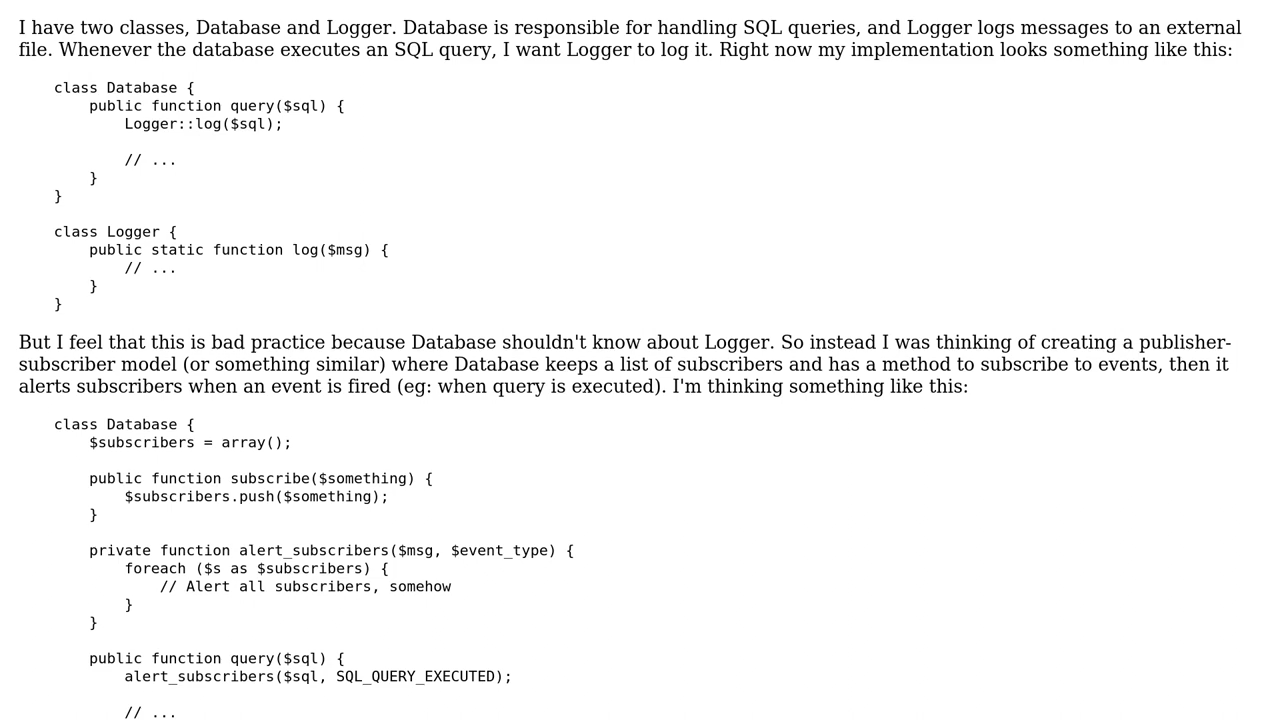 I have two classes, Database and Logger. Database is responsible for handling SQL queries, and Logger logs messages to an external
file. Whenever the database executes an SQL query, I want Logger to log it. Right now my implementation looks something like this:
class Database {
    public function query($sql) {
        Logger::log($sql);
        // ...
    }
}
class Logger {
    public static function log($msg) {
        // ...
    }
}
But I feel that this is bad practice because Database shouldn't know about Logger. So instead I was thinking of creating a publisher-
subscriber model (or something similar) where Database keeps a list of subscribers and has a method to subscribe to events, then it
alerts subscribers when an event is fired (eg: when query is executed). I'm thinking something like this:
class Database {
    $subscribers = array();
    public function subscribe($something) {
        $subscribers.push($something);
    }
    private function alert_subscribers($msg, $event_type) {
        foreach ($s as $subscribers) {
            // Alert all subscribers, somehow
        }
    }
    public function query($sql) {
        alert_subscribers($sql, SQL_QUERY_EXECUTED);
        // ...